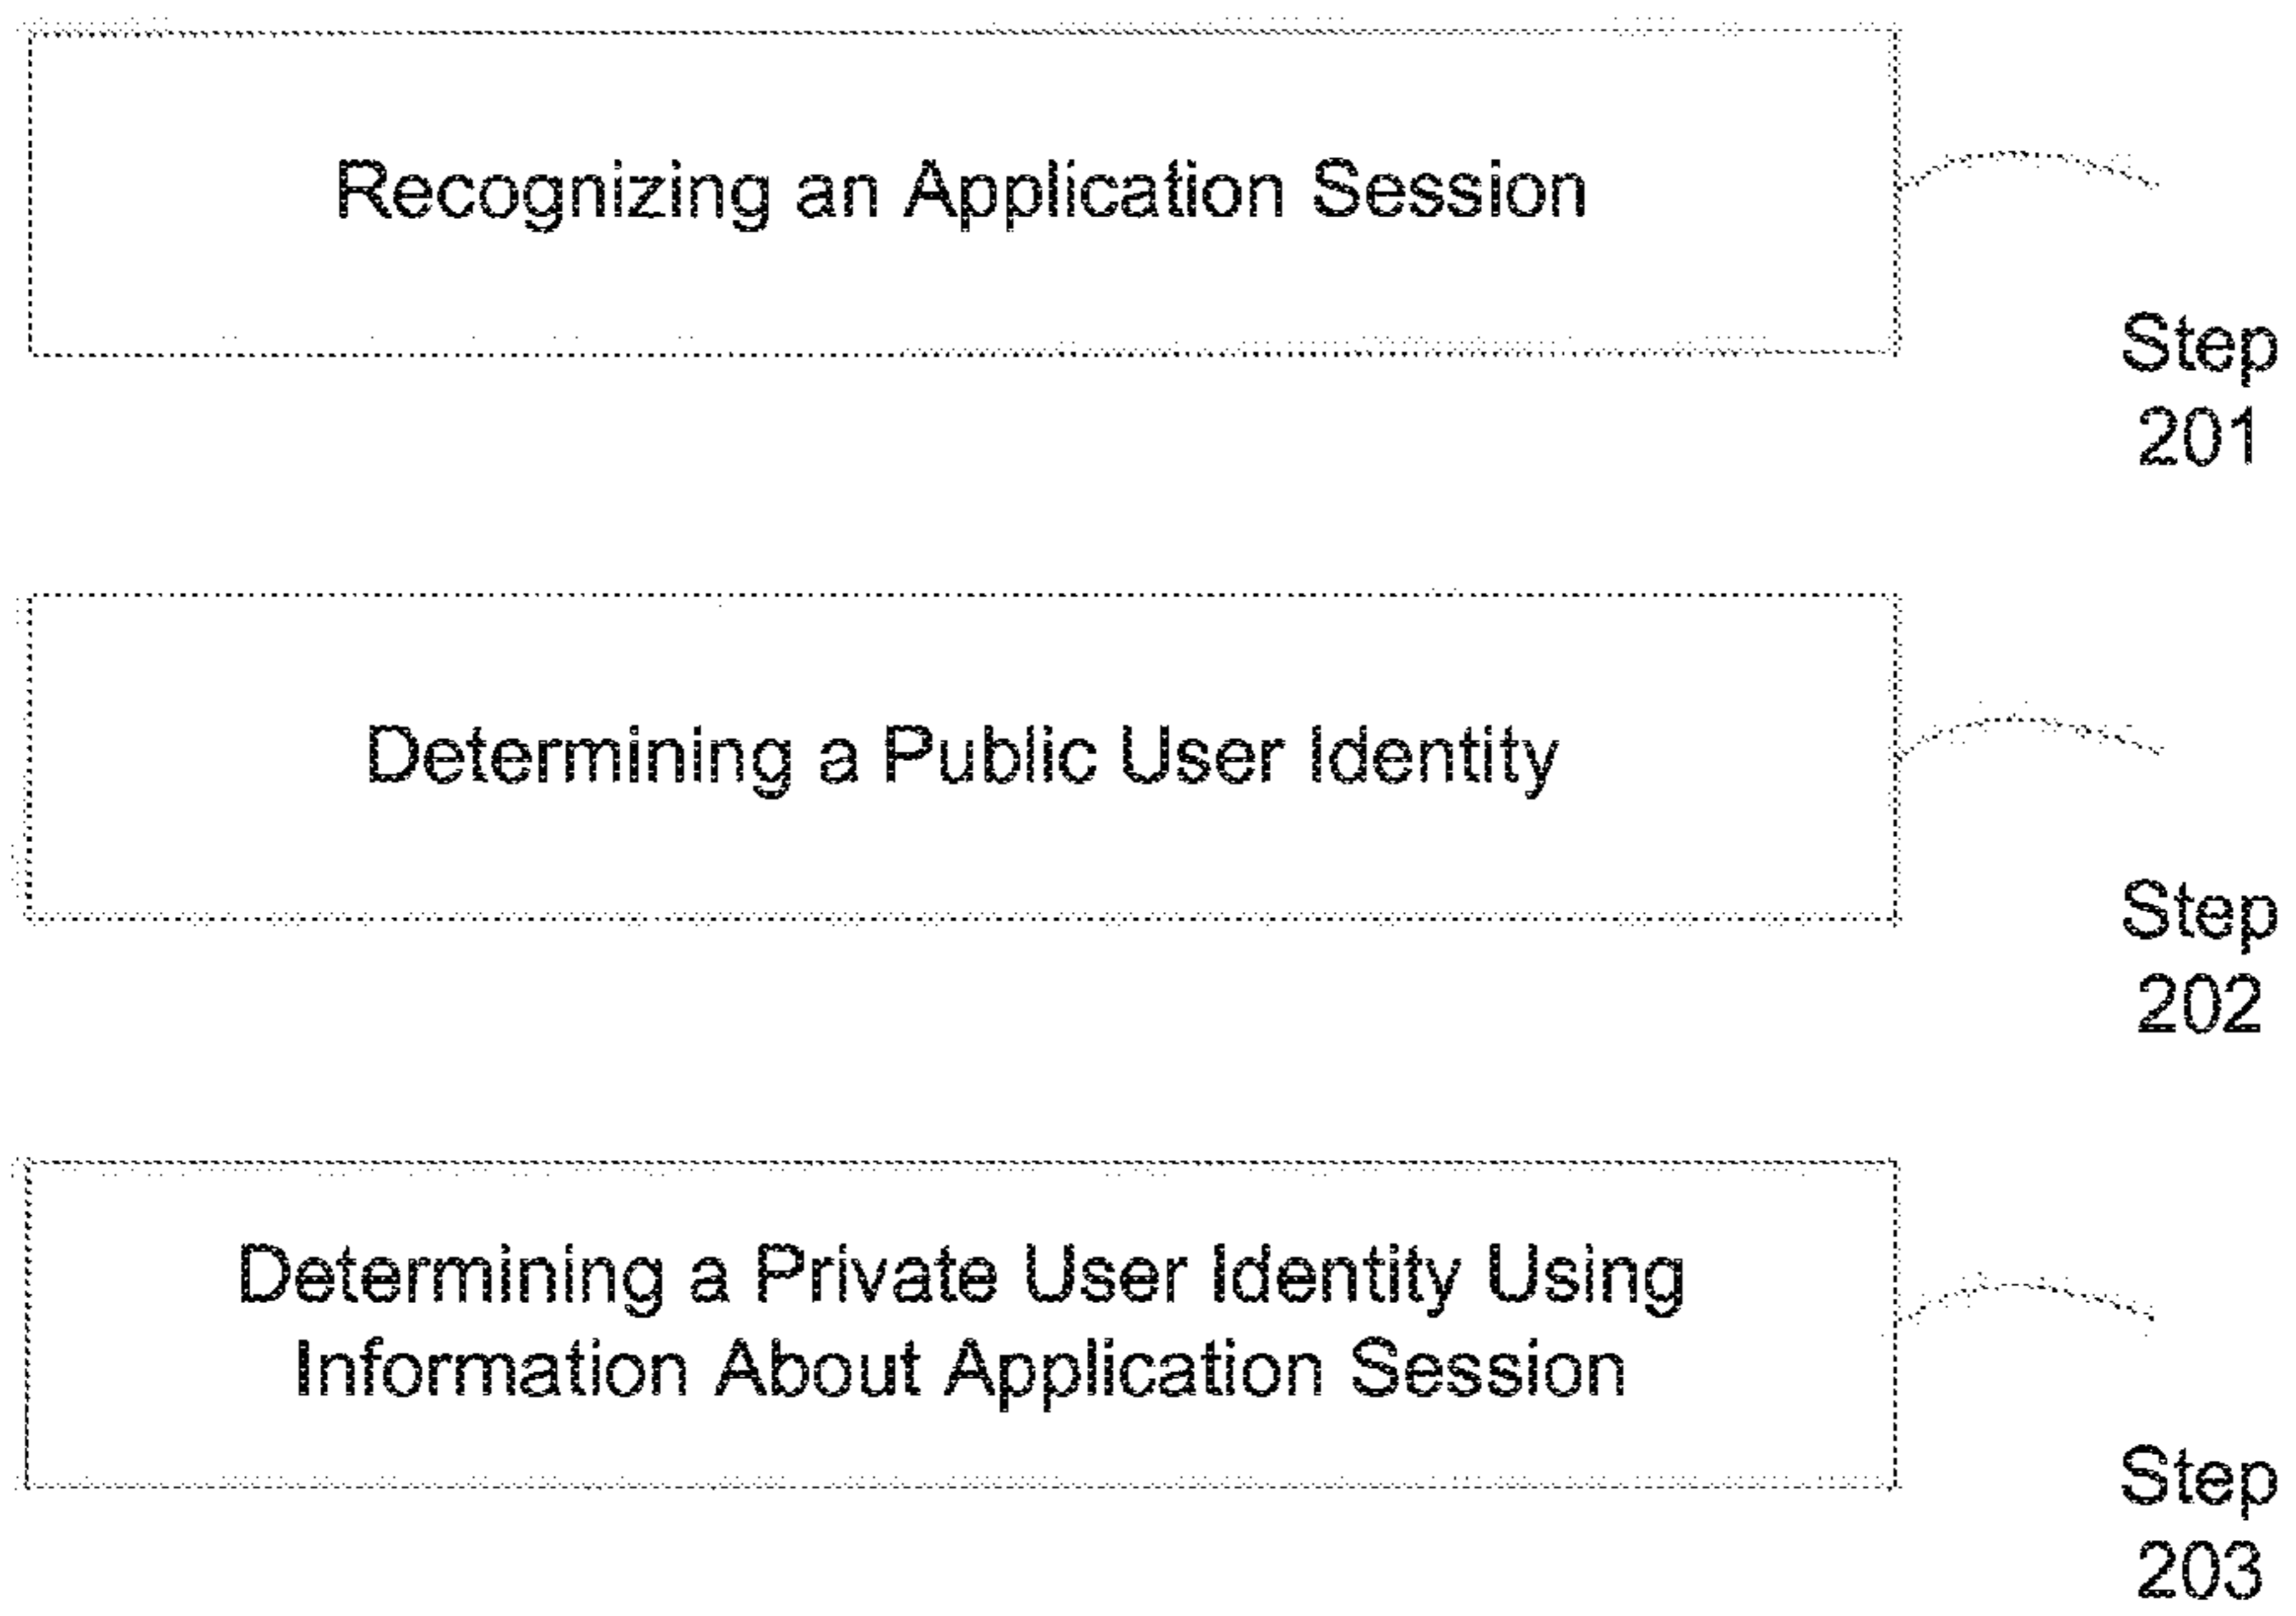 Recognizing an Application Session
Step
201
Determining a Public User Identity
Step
202
Determining a Private User Identity Using
Information About Application Session
Step
203